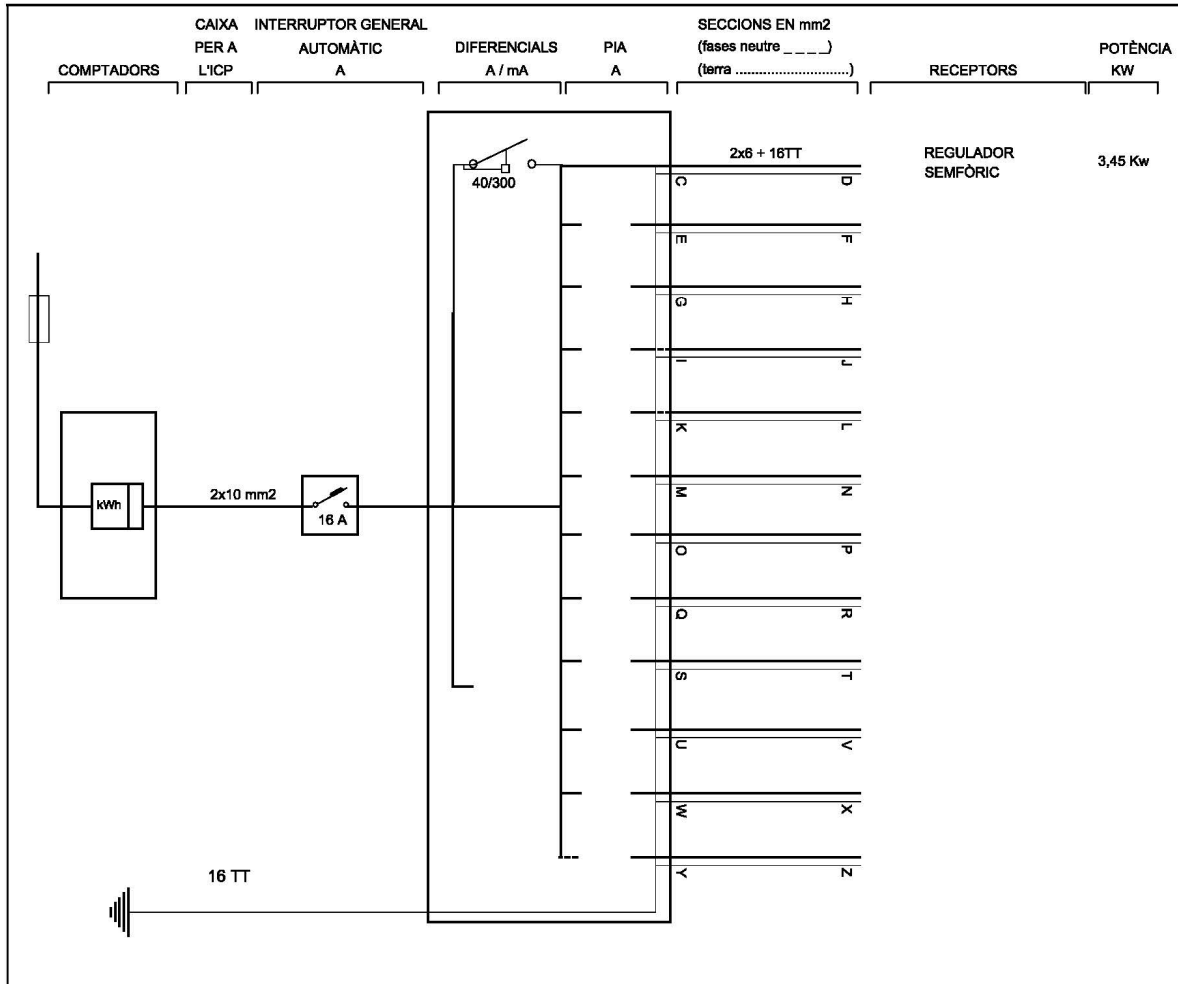 CAIXA
PER A
L'ICP
INTERRUPTOR GENERAL
AUTOMÀTIC
A
COMPTADORS
DIFERENCIALS
A / mA
PIA
A
SECCIONS EN mm2
(fases neutre _ _ _ _)
(terra ..............................)
RECEPTORS
POTÈNCIA
KW
40/300
2x6 + 16TT
REGULADOR
SEMFÒRIC
3,45 Kw
C D
E F
G H
I J
K L
M N
O P
Q R
S T
U V
W X
Y Z
kWh
2x10 mm2
16 A
16 TT